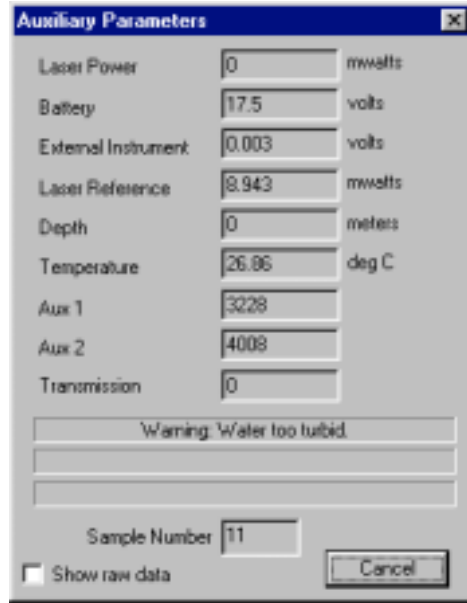 Auxiliary Parameters
Laser Power 0 mwatts
Battery 17.5 volts
External Instrument 0.003 volts
Laser Reference 8.943 mwatts
Depth 0 meters
Temperature 26.86 deg C
Aux 1 3228
Aux 2 4008
Transmission 0
Warning: Water too turbid.
Sample Number 11
Show raw data Cancel